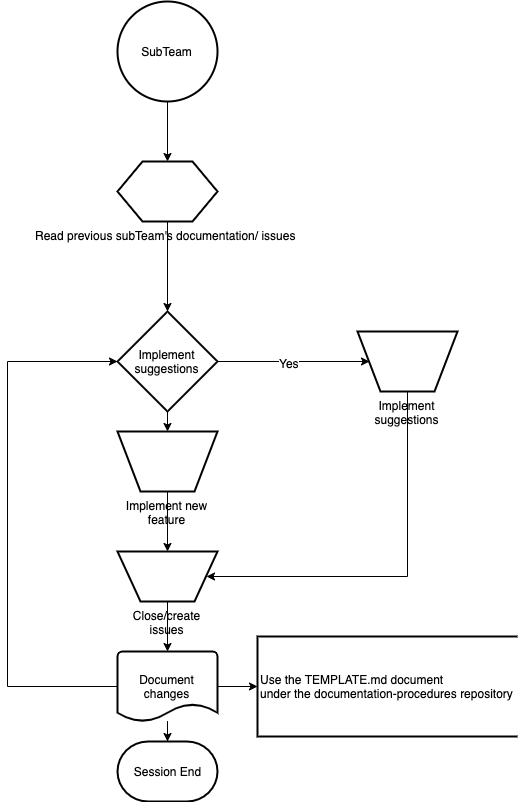 SubTeam
Read previous subTeam's documentation/ issues
Implement
suggestions
Yes
Implement
suggestions
Implement new
feature
Close/create
issues
Document
changes
Use the TEMPLATE.md document
under the documentation-procedures repository
Session End